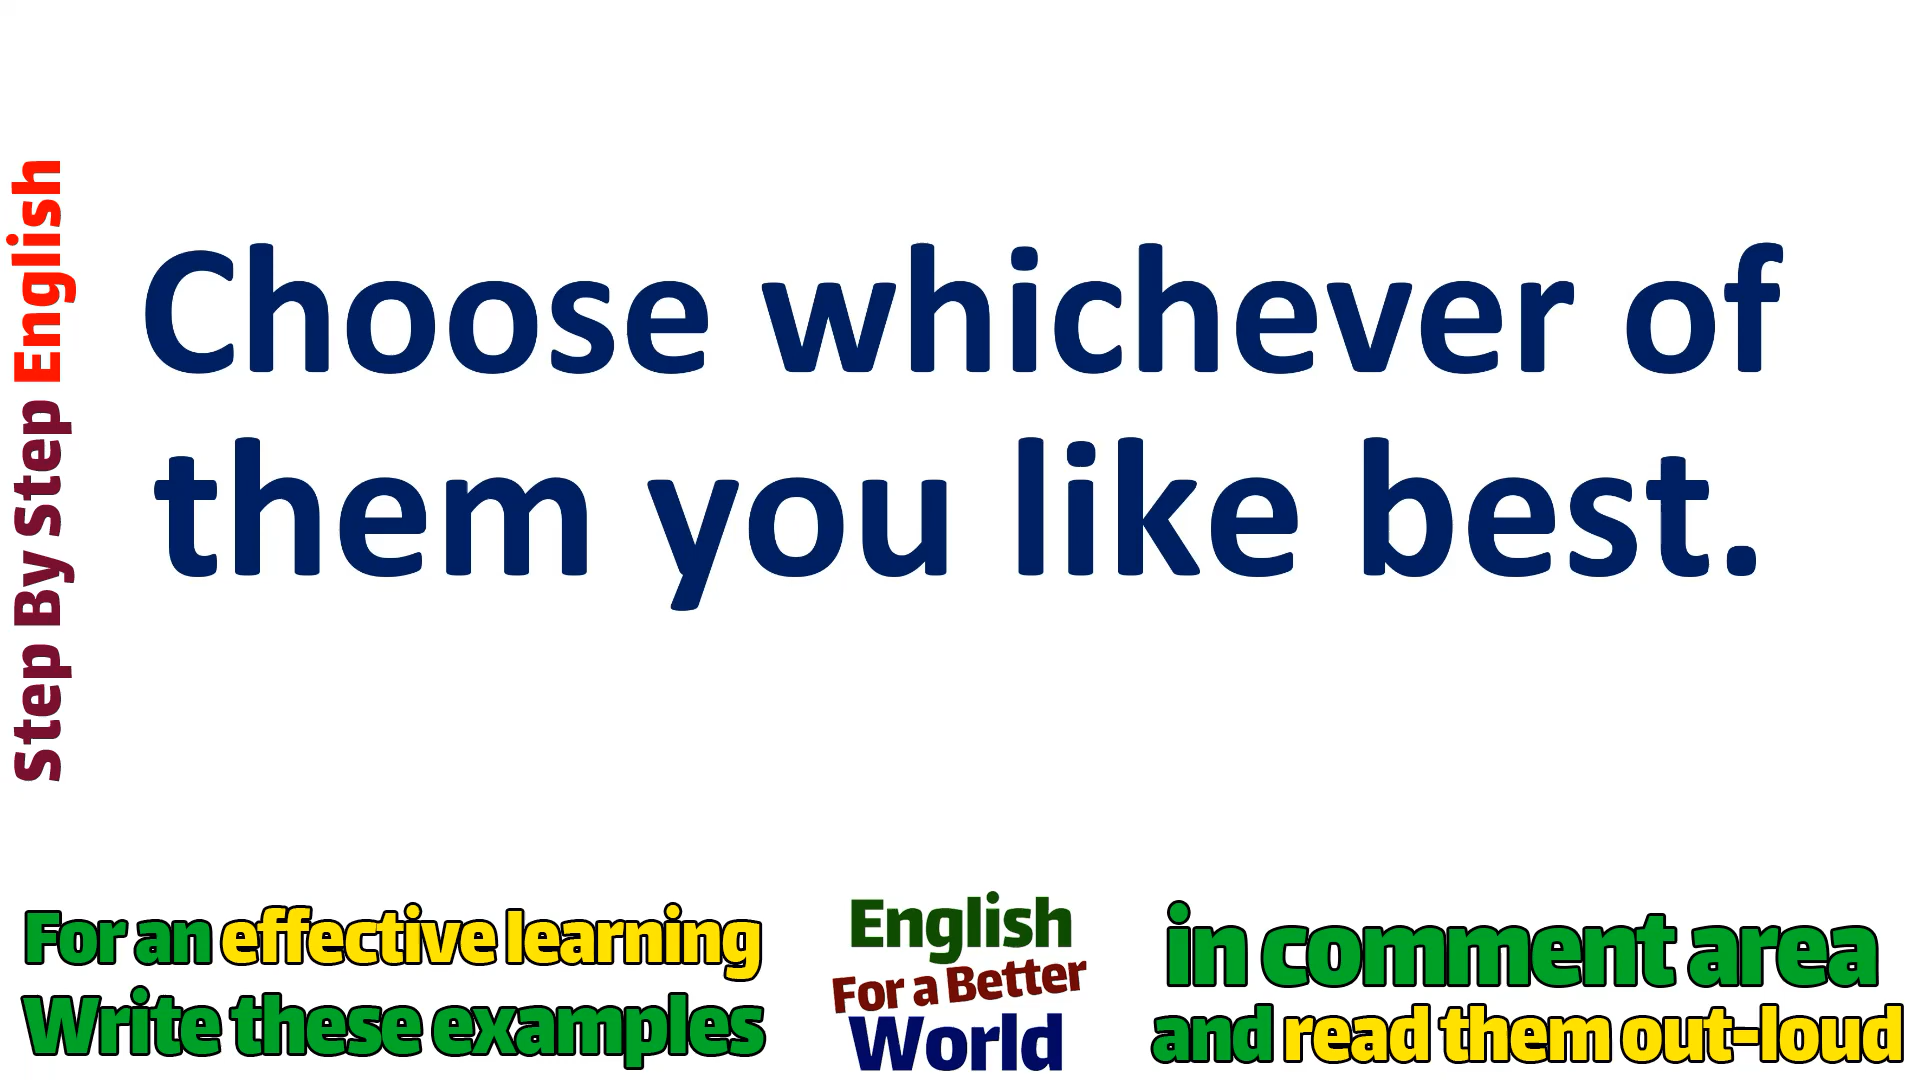 Step By Step English
Choose whichever of
them you like best.
For an effective learning
Write these examples
English
For a Better
World
in comment area
and read them out-loud